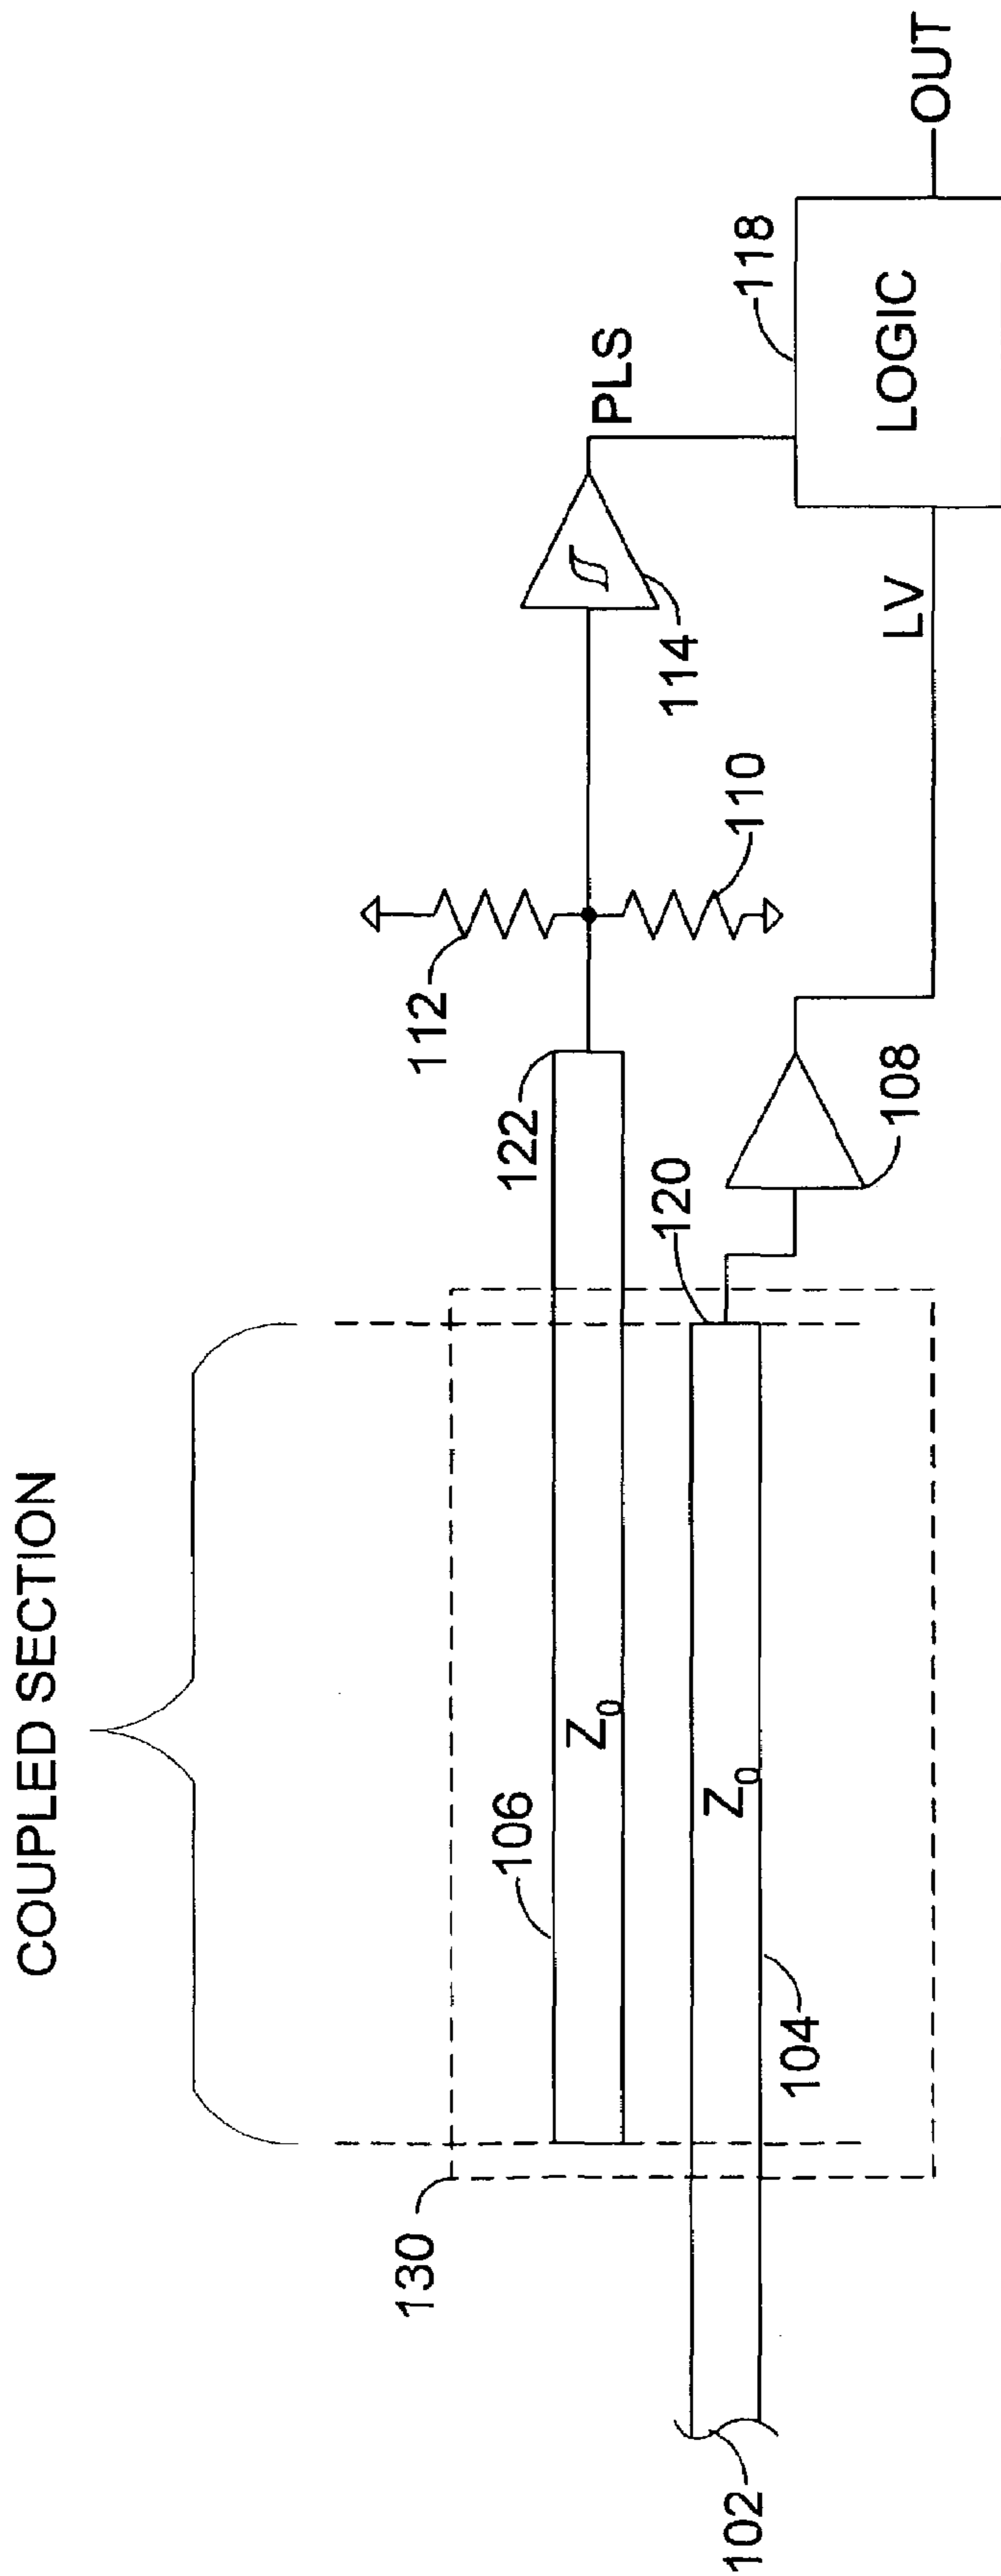 COUPLED SECTION
130
106
Z0
Z0
104
102
122
120
112
110
108
114
PLS
LV
118
LOGIC
OUT